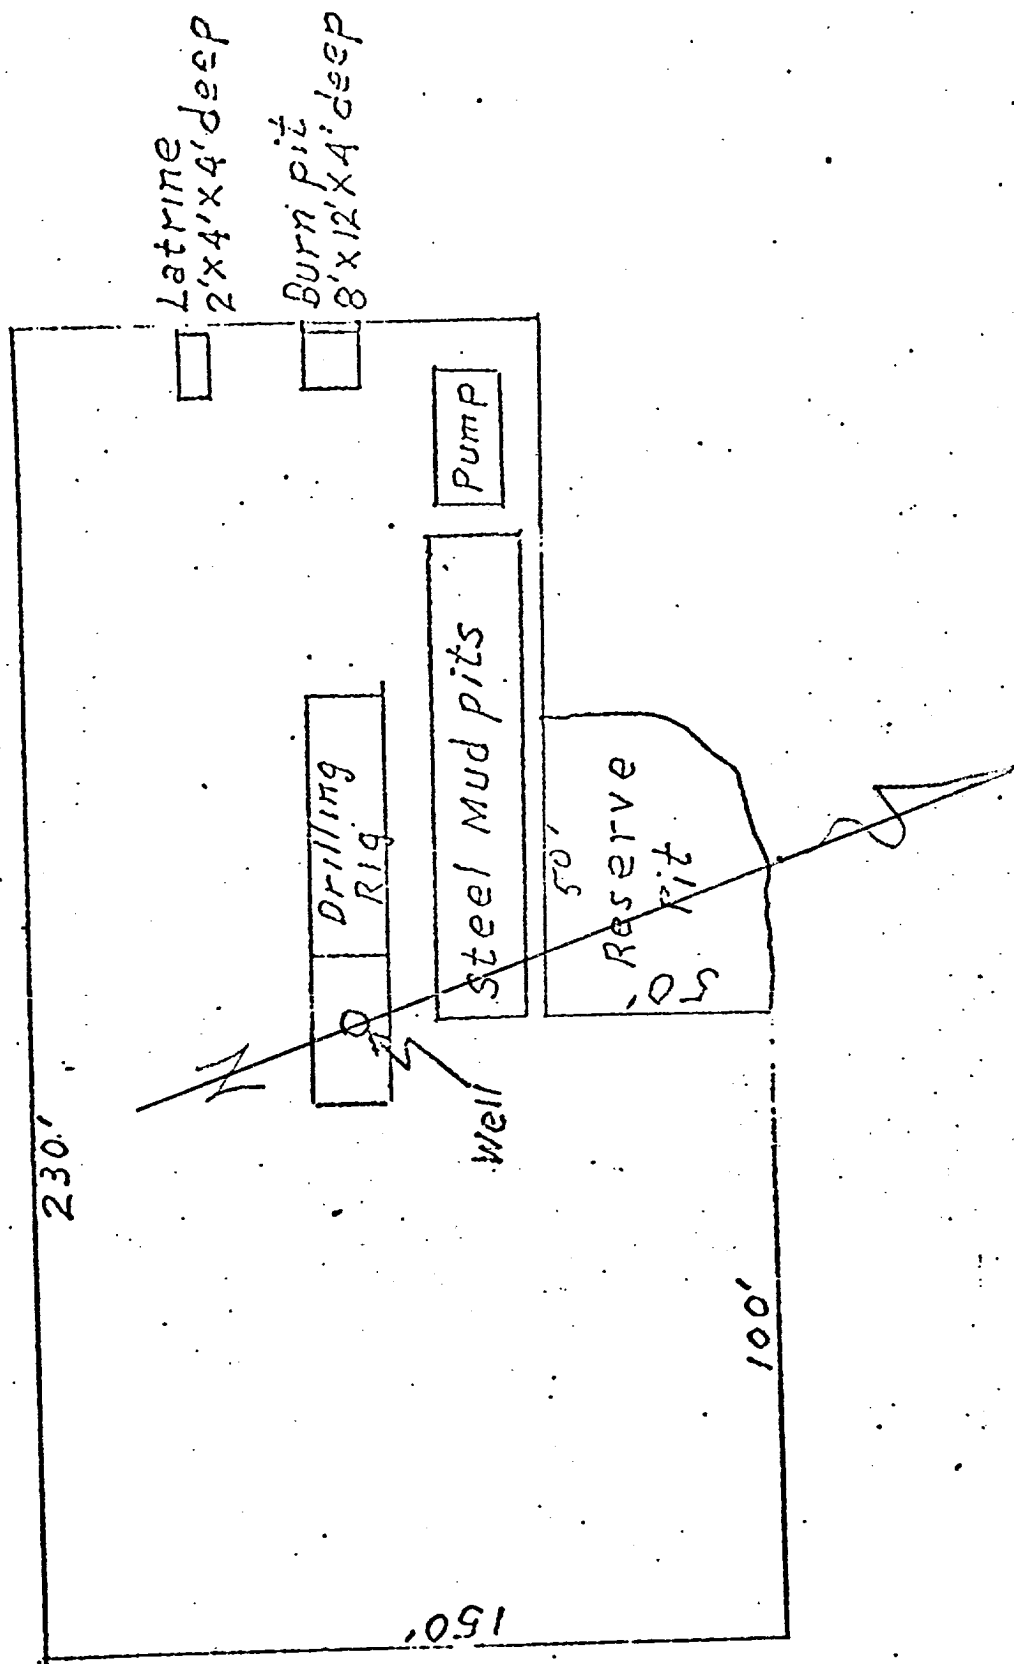 Latrine
2'x4'x4' deep
Burn pit
8'x12'x4' deep
Pump
Steel Mud pits
Drilling
Rig
50'
Reserve
Pit
50'
N
Well
230'
100'
150'